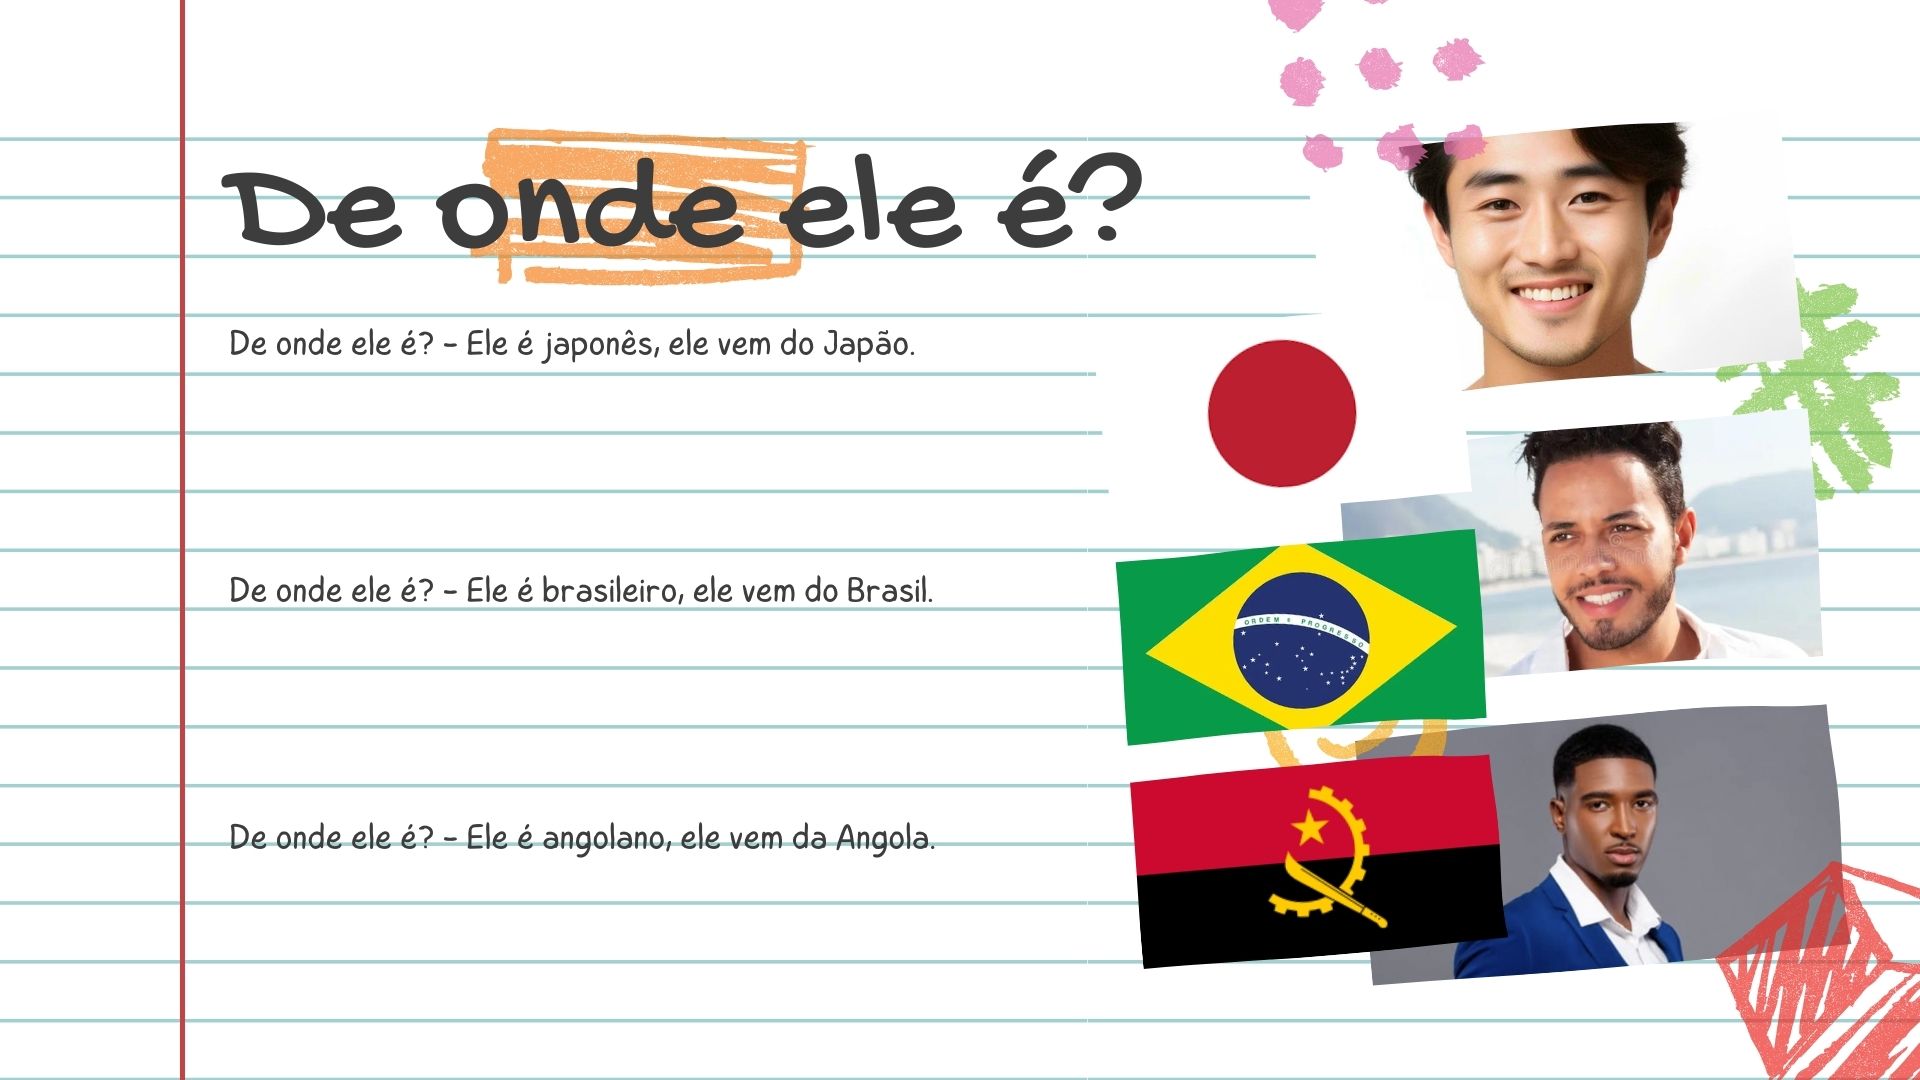 De onde ele é?
De onde ele é? - Ele é japonês, ele vem do Japão.
De onde ele é? - Ele é brasileiro, ele vem do Brasil.
ORDEM E PROGRESSO
De onde ele é? - Ele é angolano, ele vem da Angola.